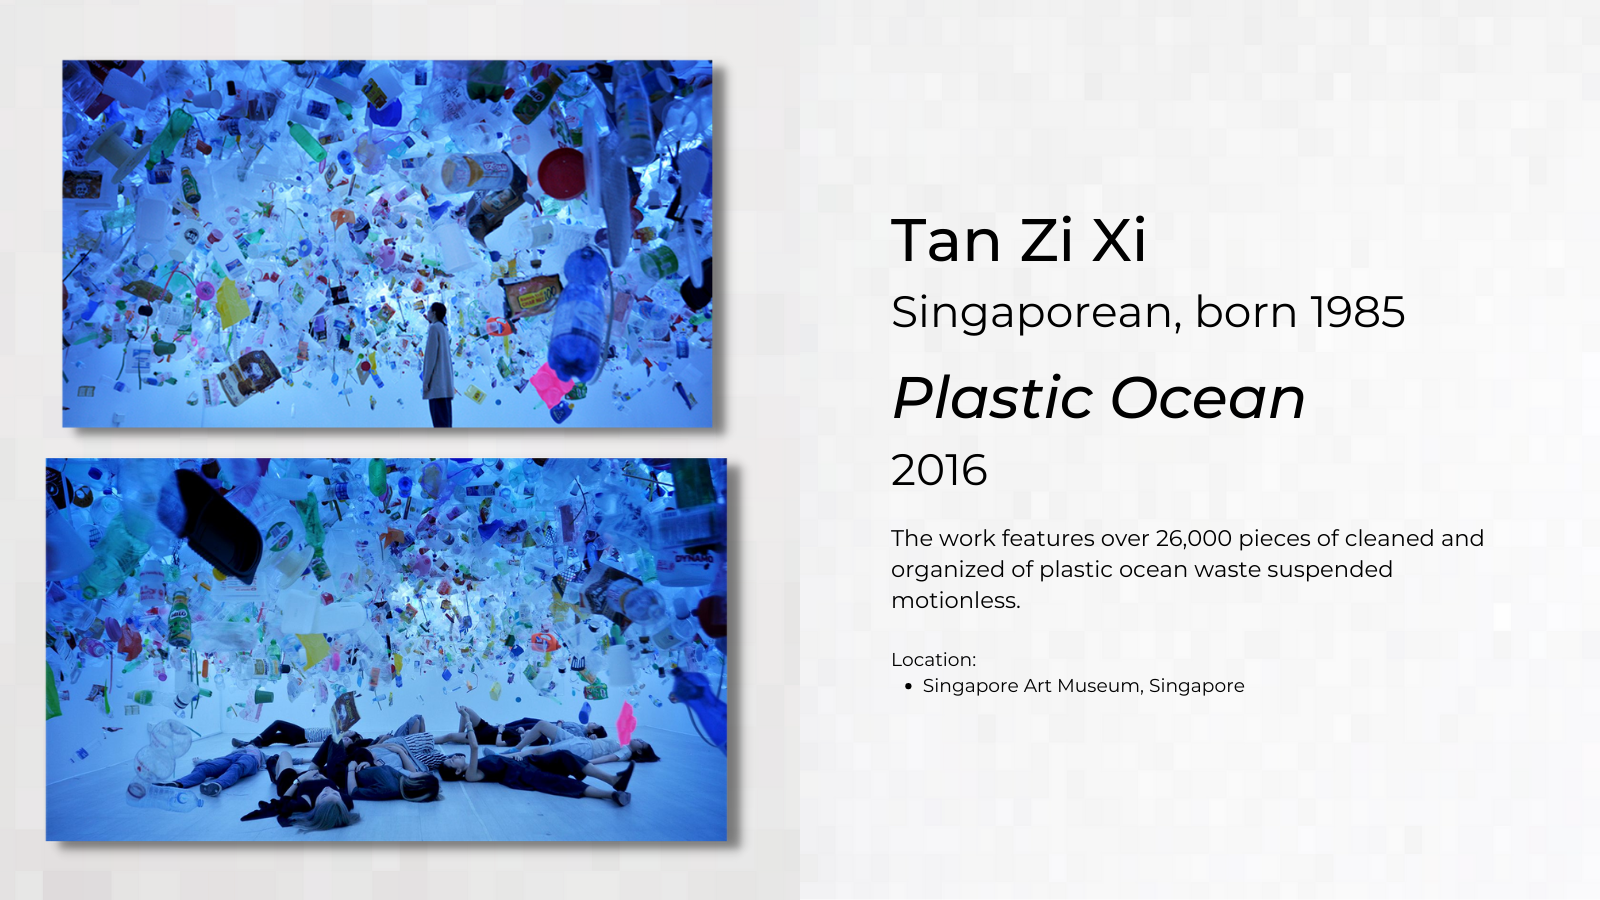 Tan Zi Xi
Singaporean, born 1985
Plastic Ocean
2016
The work features over 26,000 pieces of cleaned and
organized of plastic ocean waste suspended
motionless.
Location:
• Singapore Art Museum, Singapore